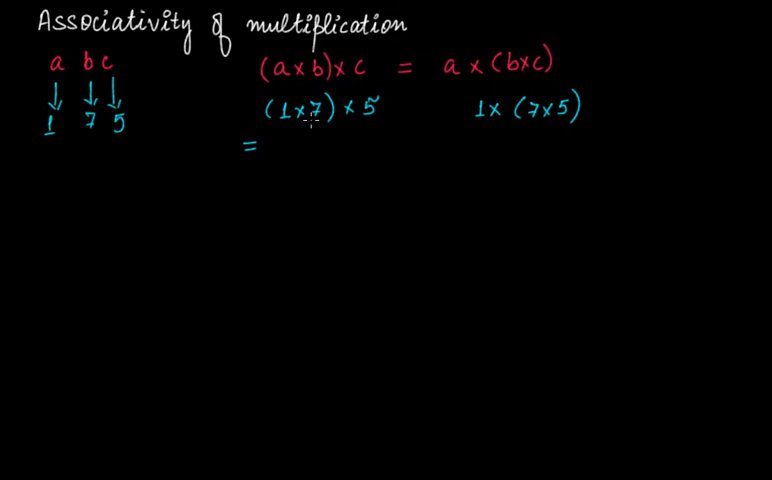 Associativity of multiplication
a b c (a × b) × c = a × (b × c)
↓ ↓ ↓
1 7 5 (1 × 7) × 5 1 × (7 × 5)
=